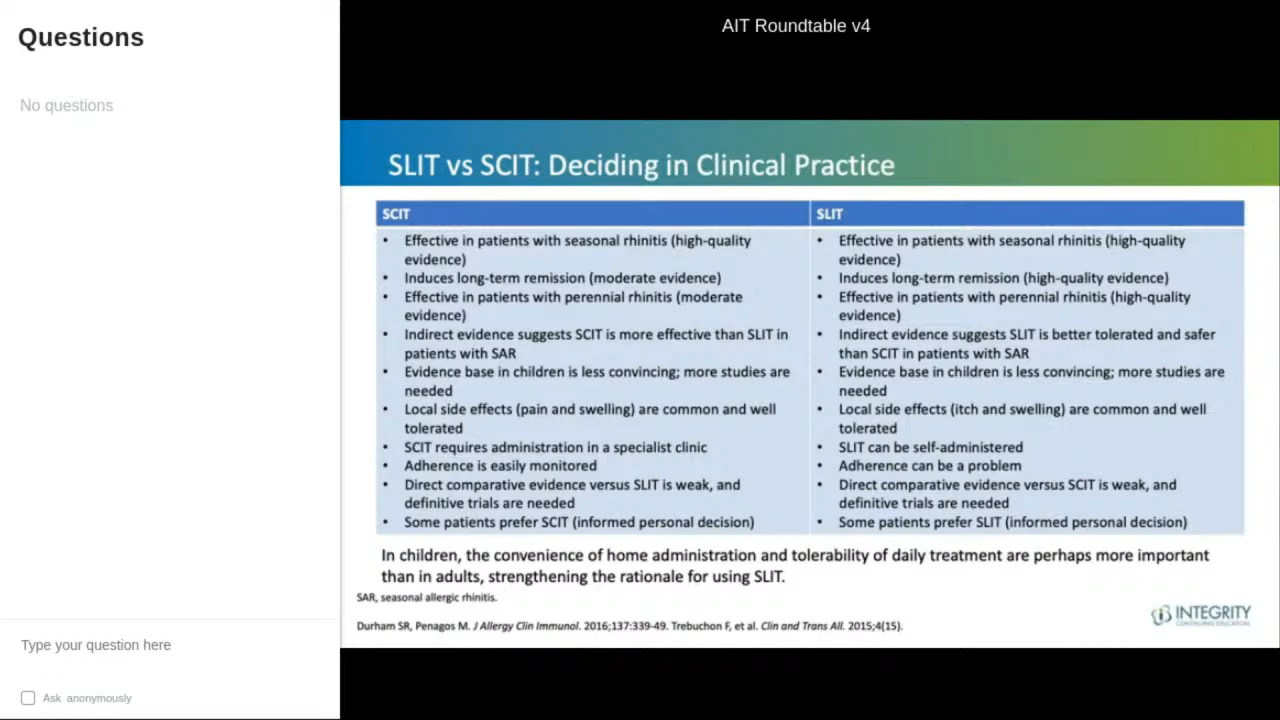 Questions
No questions
Type your question here
Ask anonymously
AIT Roundtable v4
SLIT vs SCIT: Deciding in Clinical Practice
SCIT
• Effective in patients with seasonal rhinitis (high-quality
evidence)
• Induces long-term remission (moderate evidence)
• Effective in patients with perennial rhinitis (moderate
evidence)
• Indirect evidence suggests SCIT is more effective than SLIT in
patients with SAR
• Evidence base in children is less convincing; more studies are
needed
• Local side effects (pain and swelling) are common and well
tolerated
• SCIT requires administration in a specialist clinic
• Adherence is easily monitored
• Direct comparative evidence versus SLIT is weak, and
definitive trials are needed
• Some patients prefer SCIT (informed personal decision)
SLIT
• Effective in patients with seasonal rhinitis (high-quality
evidence)
• Induces long-term remission (high-quality evidence)
• Effective in patients with perennial rhinitis (high-quality
evidence)
• Indirect evidence suggests SLIT is better tolerated and safer
than SCIT in patients with SAR
• Evidence base in children is less convincing; more studies are
needed
• Local side effects (itch and swelling) are common and well
tolerated
• SLIT can be self-administered
• Adherence can be a problem
• Direct comparative evidence versus SCIT is weak, and
definitive trials are needed
• Some patients prefer SLIT (informed personal decision)
In children, the convenience of home administration and tolerability of daily treatment are perhaps more important
than in adults, strengthening the rationale for using SLIT.
SAR, seasonal allergic rhinitis.
Durham SR, Penagos M. J Allergy Clin Immunol. 2016;137:339-49. Trebuchon F, et al. Clin and Trans All. 2015;4(15).
INTEGRITY
CONTINUING EDUCATION